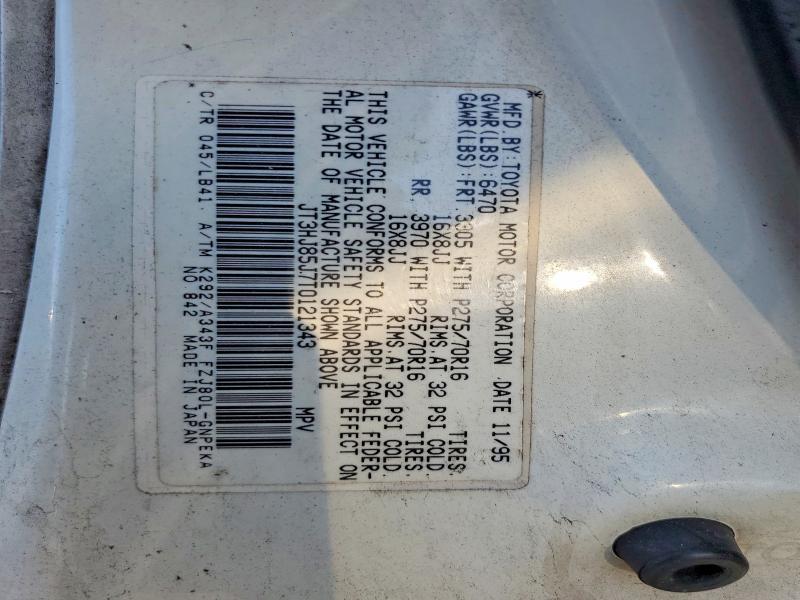 MFD BY:TOYOTA MOTOR CORPORATION DATE 11/95
GVWR(LBS):6470
GAWR(LBS):FRT 3005 WITH P275/70R16 TIRES.
16X8JJ RIMS.AT 32 PSI COLD
RR. 3970 WITH P275/70R16 TIRES.
16X8JJ RIMS.AT 32 PSI COLD.
THIS VEHICLE CONFORMS TO ALL APPLICABLE FEDER-
AL MOTOR VEHICLE SAFETY STANDARDS IN EFFECT ON
THE DATE OF MANUFACTURE SHOWN ABOVE
JT3HJ85J7T0121343 MPV
C/TR 045/LB41 A/TM K292/A343F FZJ80L-GNPEKA
NO 842 MADE IN JAPAN